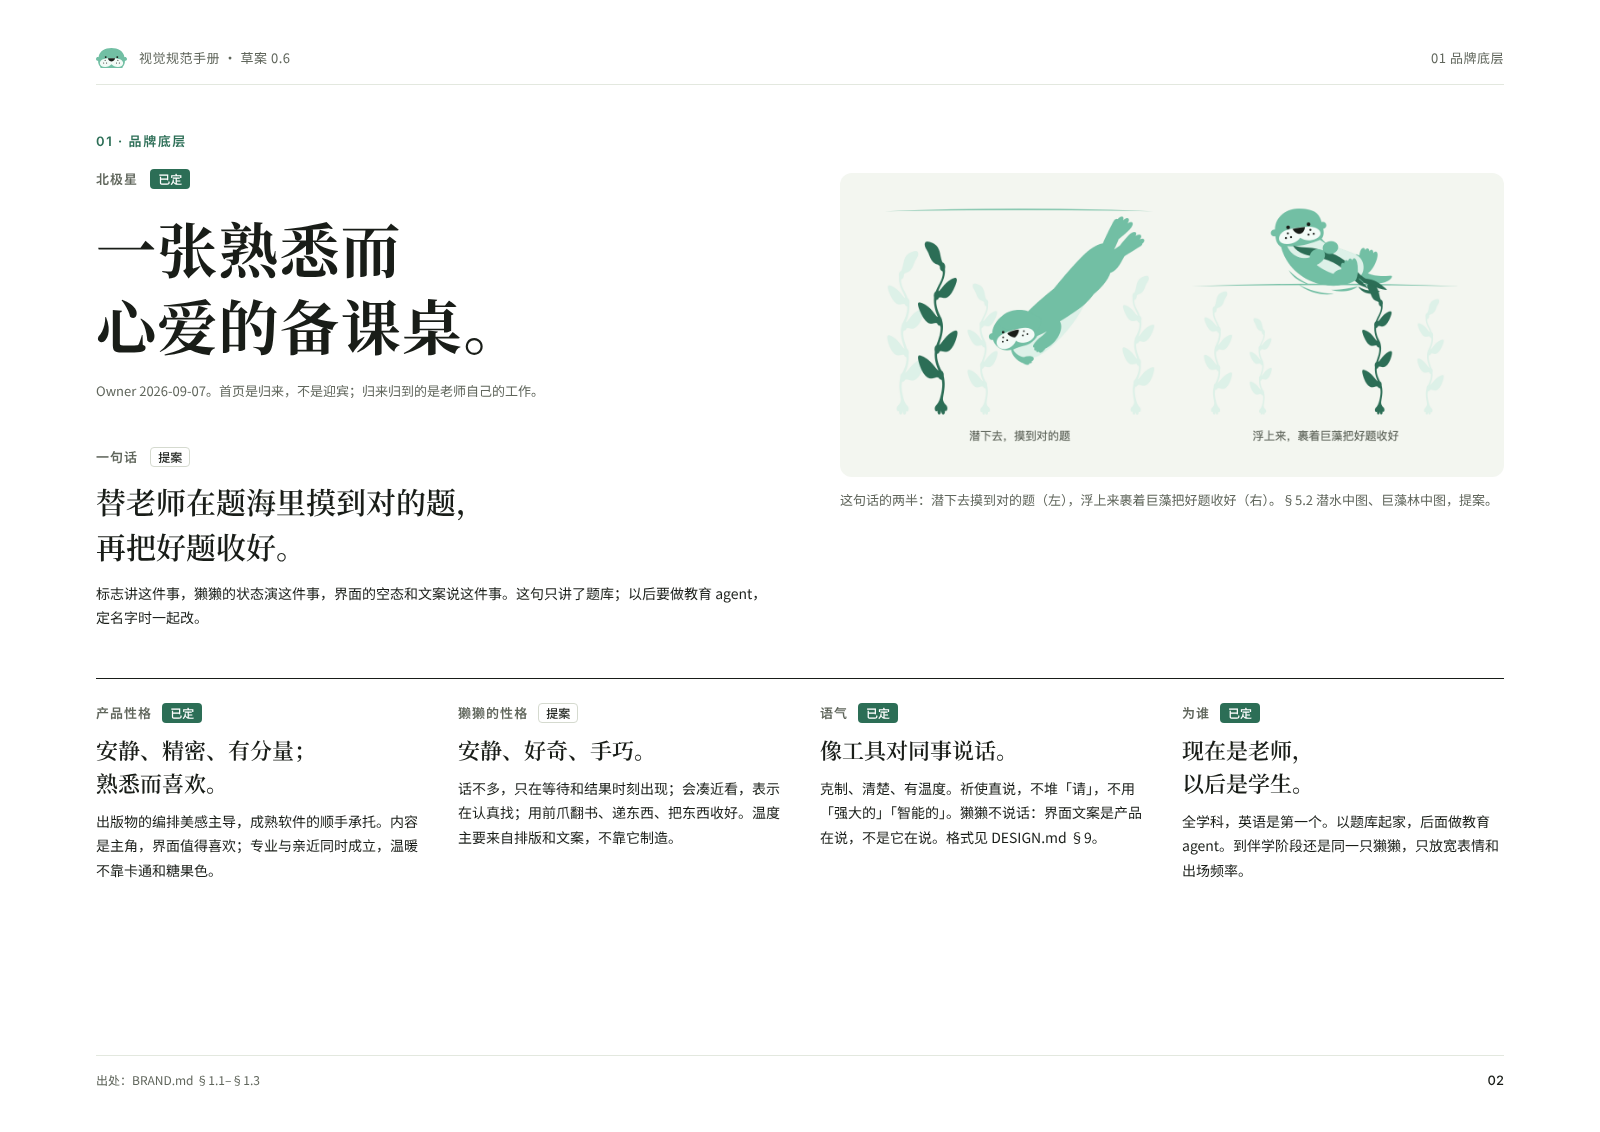 视觉规范手册 · 草案 0.6
01 品牌底层
01 · 品牌底层
北极星 已定
一张熟悉而
心爱的备课桌。
Owner 2026-09-07。首页是归来，不是迎宾；归来归到的是老师自己的工作。
一句话 提案
替老师在题海里摸到对的题，
再把好题收好。
标志讲这件事，獭獭的状态演这件事，界面的空态和文案说这件事。这句只讲了题库；以后要做教育 agent，
定名字时一起改。
潜下去，摸到对的题
浮上来，裹着巨藻把好题收好
这句话的两半：潜下去摸到对的题（左），浮上来裹着巨藻把好题收好（右）。§5.2 潜水中图、巨藻林中图，提案。
产品性格 已定
安静、精密、有分量；
熟悉而喜欢。
出版物的编排美感主导，成熟软件的顺手承托。内容
是主角，界面值得喜欢；专业与亲近同时成立，温暖
不靠卡通和糖果色。
獭獭的性格 提案
安静、好奇、手巧。
话不多，只在等待和结果时刻出现；会凑近看，表示
在认真找；用前爪翻书、递东西、把东西收好。温度
主要来自排版和文案，不靠它制造。
语气 已定
像工具对同事说话。
克制、清楚、有温度。祈使直说，不堆「请」，不用
「强大的」「智能的」。獭獭不说话：界面文案是产品
在说，不是它在说。格式见 DESIGN.md §9。
为谁 已定
现在是老师，
以后是学生。
全学科，英语是第一个。以题库起家，后面做教育
agent。到伴学阶段还是同一只獭獭，只放宽表情和
出场频率。
出处：BRAND.md §1.1–§1.3
02